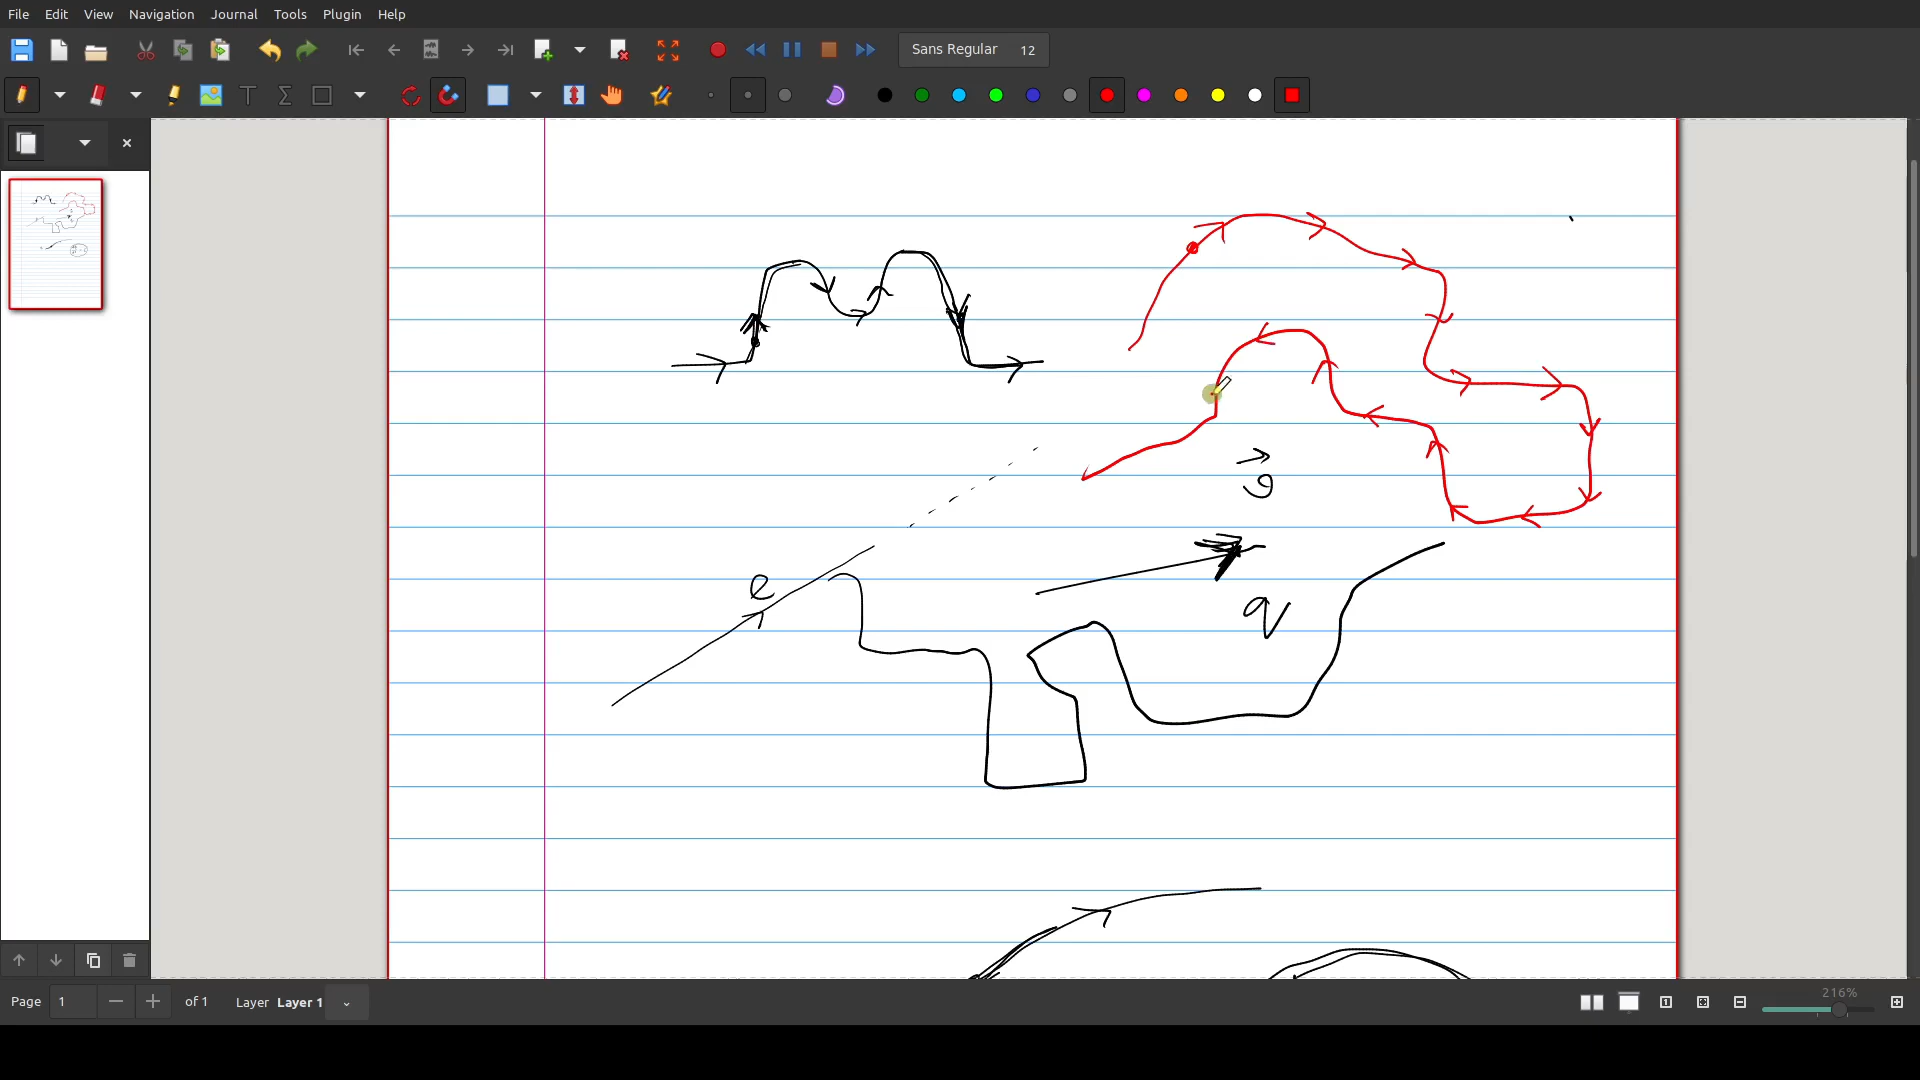 File Edit View Navigation Journal Tools Plugin Help
Sans Regular 12
e
q
Page 1 of 1 Layer Layer 1 216%